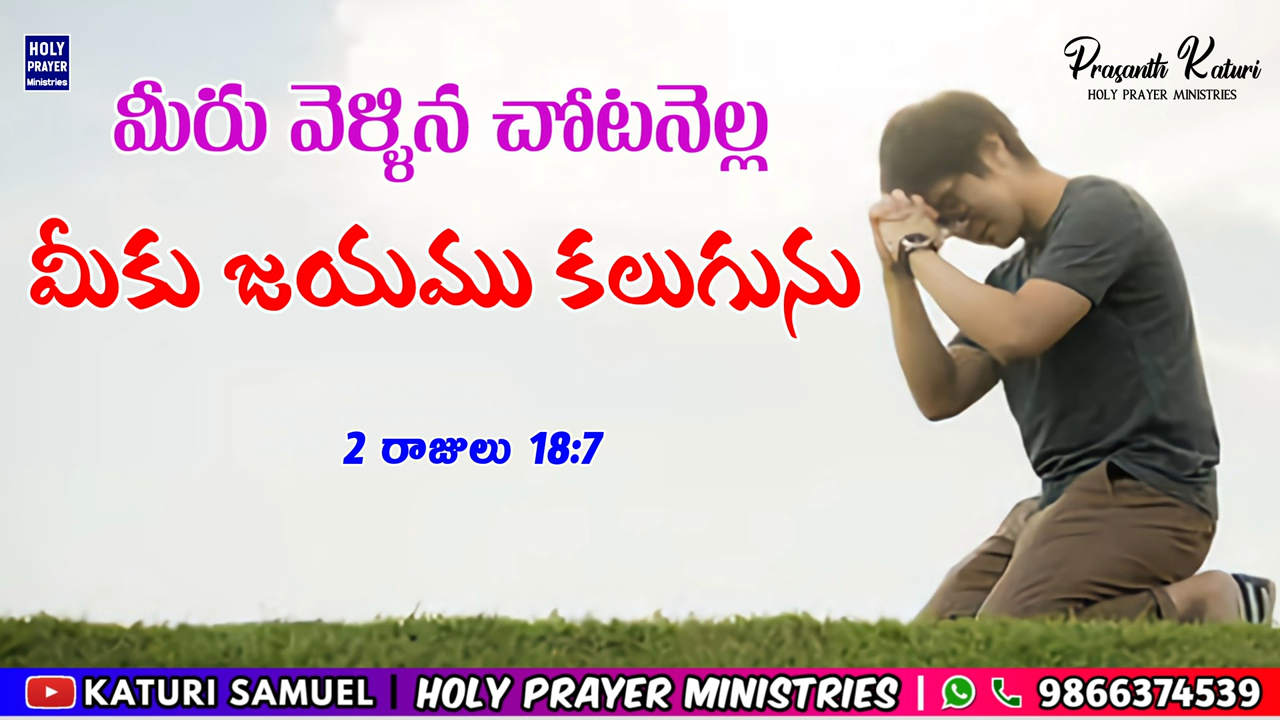 HOLY
PRAYER
Ministries
Prasanth Katuri
HOLY PRAYER MINISTRIES
మీరు వెళ్ళిన చోటనెల్ల
మీకు జయము కలుగును
2 రాజులు 18:7
KATURI SAMUEL | HOLY PRAYER MINISTRIES | 9866374539